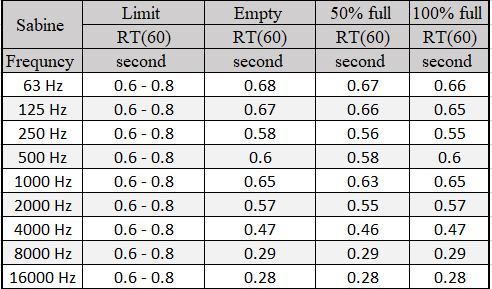 Sabine Limit Empty 50% full 100% full
RT(60) RT(60) RT(60) RT(60)
Frequncy second second second second
63 Hz 0.6 - 0.8 0.68 0.67 0.66
125 Hz 0.6 - 0.8 0.67 0.66 0.65
250 Hz 0.6 - 0.8 0.58 0.56 0.55
500 Hz 0.6 - 0.8 0.6 0.58 0.6
1000 Hz 0.6 - 0.8 0.65 0.63 0.65
2000 Hz 0.6 - 0.8 0.57 0.55 0.57
4000 Hz 0.6 - 0.8 0.47 0.46 0.47
8000 Hz 0.6 - 0.8 0.29 0.29 0.29
16000 Hz 0.6 - 0.8 0.28 0.28 0.28